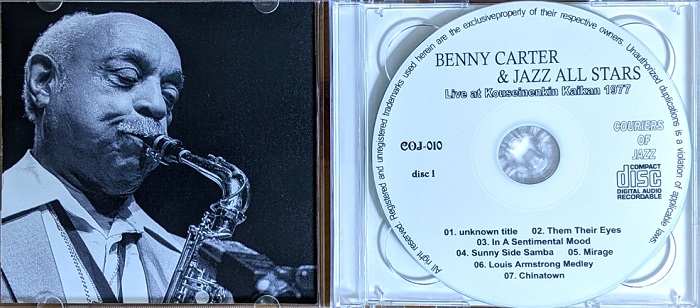 All right reserved. Registered and unregistered trademarks used herein are the exclusiveproperty of their respective owners. Unauthorized duplications is a violation of applicable laws.
BENNY CARTER
& JAZZ ALL STARS
Live at Kouseinenkin Kaikan 1977
COJ-010
disc 1
COURIERS
OF
JAZZ
COMPACT
disc
DIGITAL AUDIO
RECORDABLE
01. unknown title 02. Them Their Eyes
03. In A Sentimental Mood
04. Sunny Side Samba 05. Mirage
06. Louis Armstrong Medley
07. Chinatown